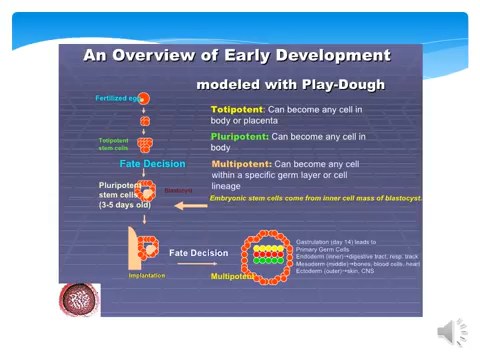 An Overview of Early Development
modeled with Play-Dough
Fertilized egg
Totipotent: Can become any cell in
body or placenta
Totipotent
stem cells
Pluripotent: Can become any cell in
body
Fate Decision
Multipotent: Can become any cell
within a specific germ layer or cell
lineage
Pluripotent
stem cells
(3-5 days old)
Blastocyst
Embryonic stem cells come from inner cell mass of blastocyst.
Implantation
Fate Decision
Multipotent
Gastrulation (day 14) leads to
Primary Germ Cells
Endoderm (inner)→digestive tract, resp. track
Mesoderm (middle)→bones, blood cells, heart
Ectoderm (outer)→skin, CNS